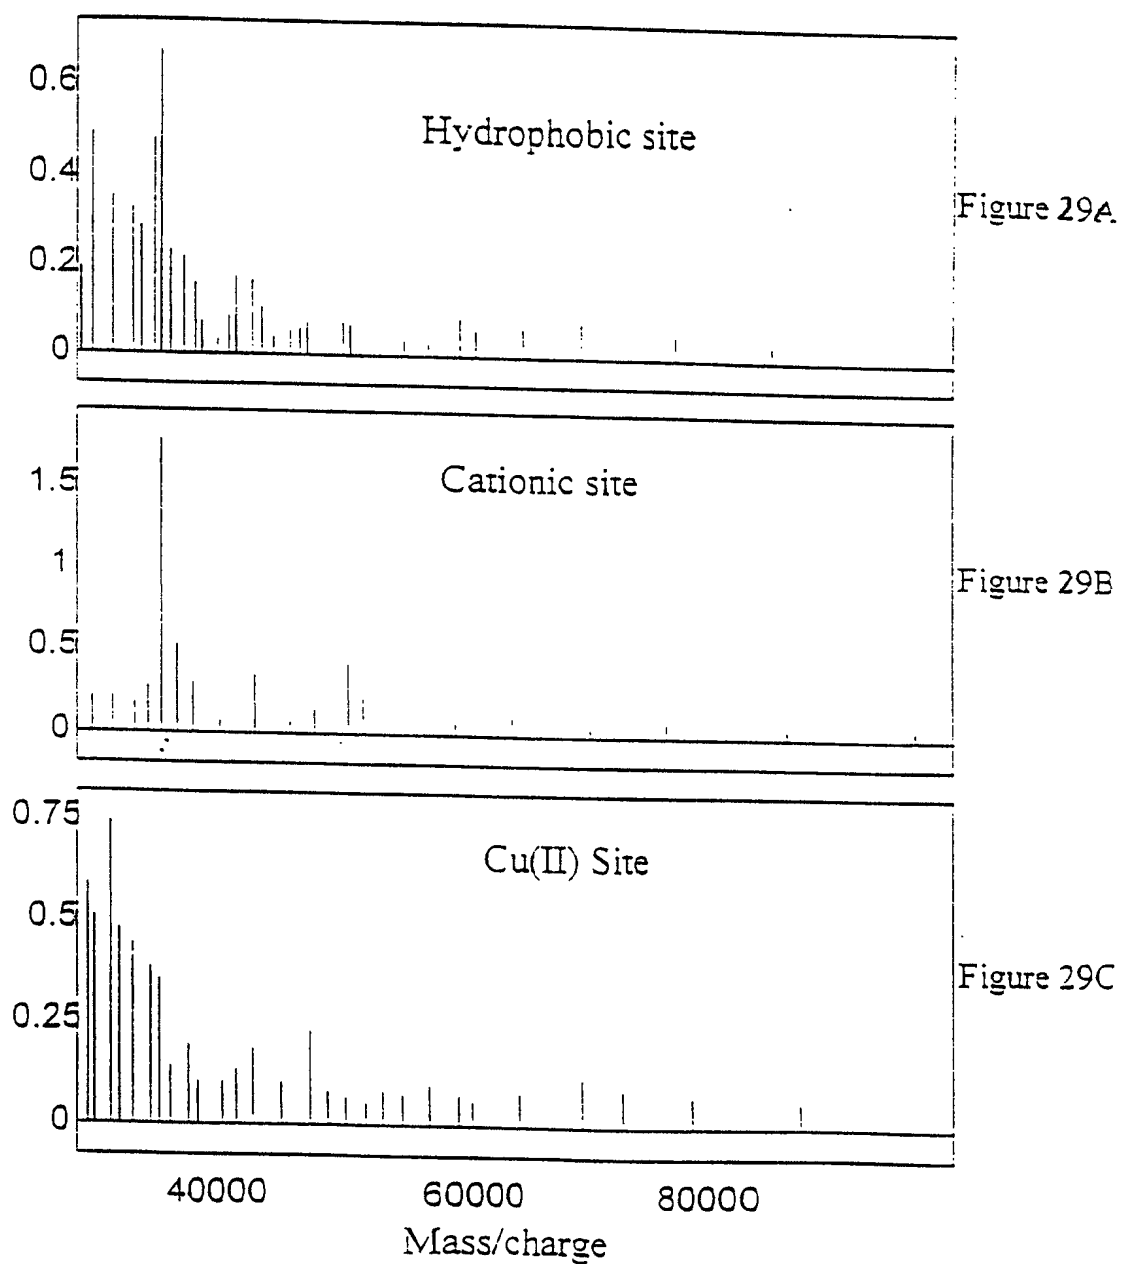 0.6
Hydrophobic site
0.4
Figure 29A
0.2
0
1.5
Cationic site
1
Figure 29B
0.5
0
0.75
Cu(II) Site
0.5
Figure 29C
0.25
0
40000 60000 80000
Mass/charge